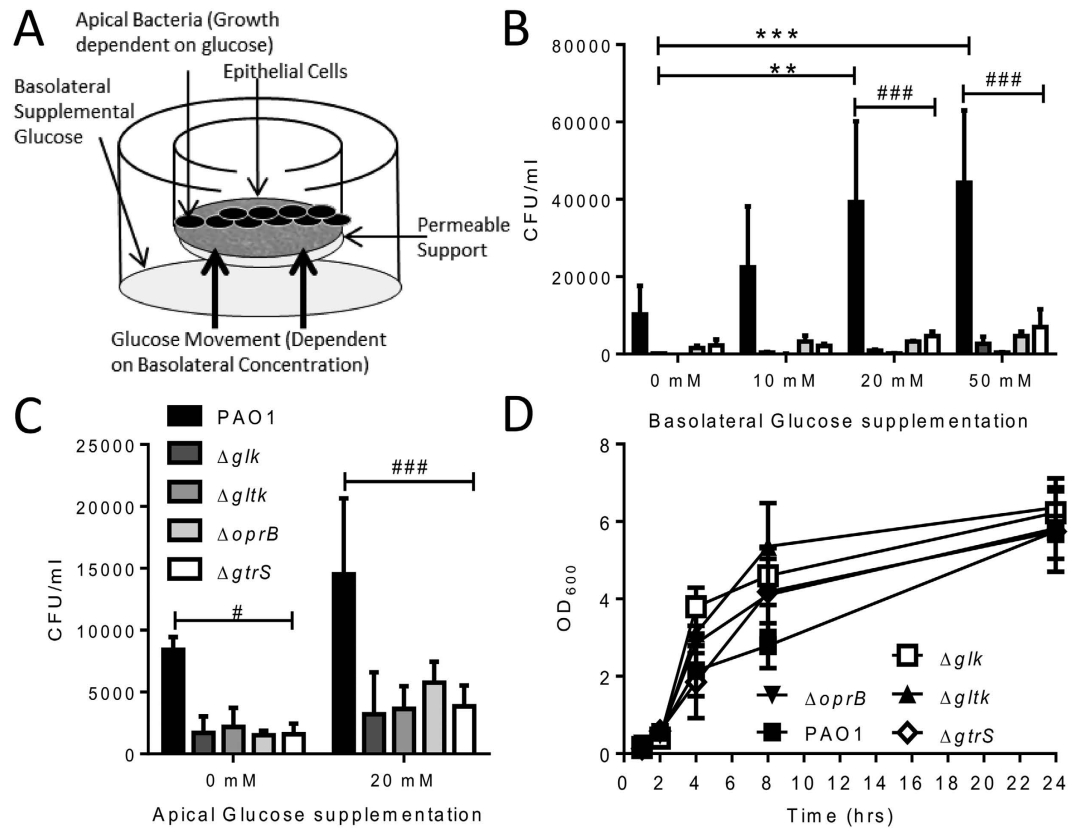 A
Apical Bacteria (Growth
dependent on glucose)
Epithelial Cells
Basolateral
Supplemental
Glucose
Permeable
Support
Glucose Movement (Dependent
on Basolateral Concentration)
B
80000
60000
40000
20000
0
CFU/ml
***
**
###
###
0 mM
10 mM
20 mM
50 mM
Basolateral Glucose supplementation
C
25000
20000
15000
10000
5000
0
CFU/ml
PAO1
Δglk
Δgltk
ΔoprB
ΔgtrS
#
###
0 mM
20 mM
Apical Glucose supplementation
D
8
6
4
2
0
OD600
Δglk
ΔoprB
Δgltk
PAO1
ΔgtrS
0 2 4 6 8 10 12 14 16 18 20 22 24
Time (hrs)